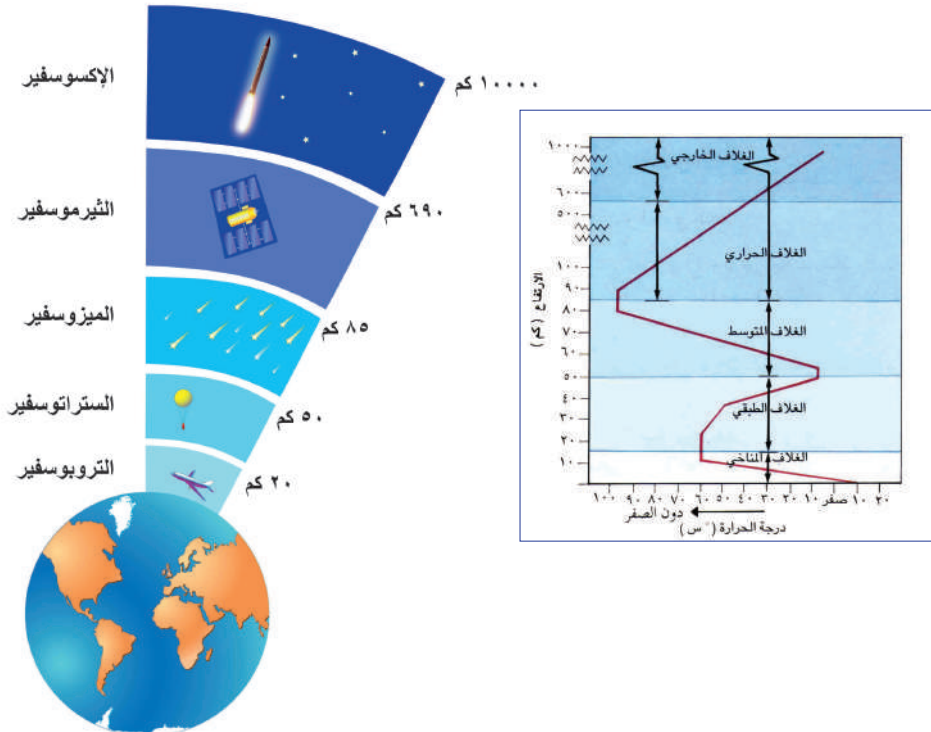 الإكسوسفير
١٠٠٠٠ كم
الثيرموسفير
٦٩٠ كم
الميزوسفير
٨٥ كم
الستراتوسفير
٥٠ كم
التروبوسفير
٢٠ كم
الارتفاع (كم)
١٠٠٠
٦٠٠
٥٠٠
١٠٠
٩٠
٨٠
٧٠
٦٠
٥٠
٤٠
٣٠
٢٠
١٠
الغلاف الخارجي
الغلاف الحراري
الغلاف المتوسط
الغلاف الطبقي
الغلاف المناخي
٢٠ ١٠ صفر ١٠ ٢٠ ٣٠ ٤٠ ٥٠ ٦٠ ٧٠ ٨٠ ٩٠ ١٠٠
دون الصفر
درجة الحرارة (°س)